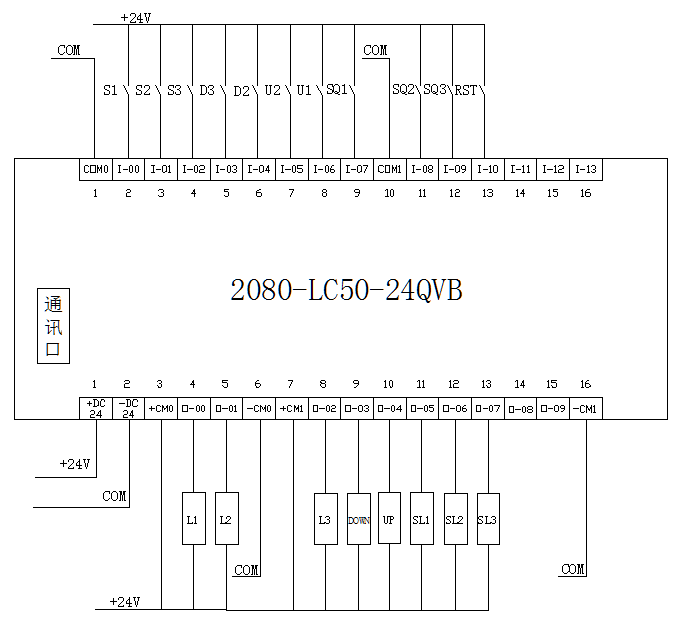 +24V
COM COM
S1 S2 S3 D3 D2 U2 U1 SQ1 SQ2 SQ3 RST
COM0 I-00 I-01 I-02 I-03 I-04 I-05 I-06 I-07 COM1 I-08 I-09 I-10 I-11 I-12 I-13
1 2 3 4 5 6 7 8 9 10 11 12 13 14 15 16
2080-LC50-24QVB
通讯口
1 2 3 4 5 6 7 8 9 10 11 12 13 14 15 16
+DC24 -DC24 +CM0 O-00 O-01 -CM0 +CM1 O-02 O-03 O-04 O-05 O-06 O-07 O-08 O-09 -CM1
+24V
COM
L1 L2 L3 DOWN UP SL1 SL2 SL3
COM COM
+24V